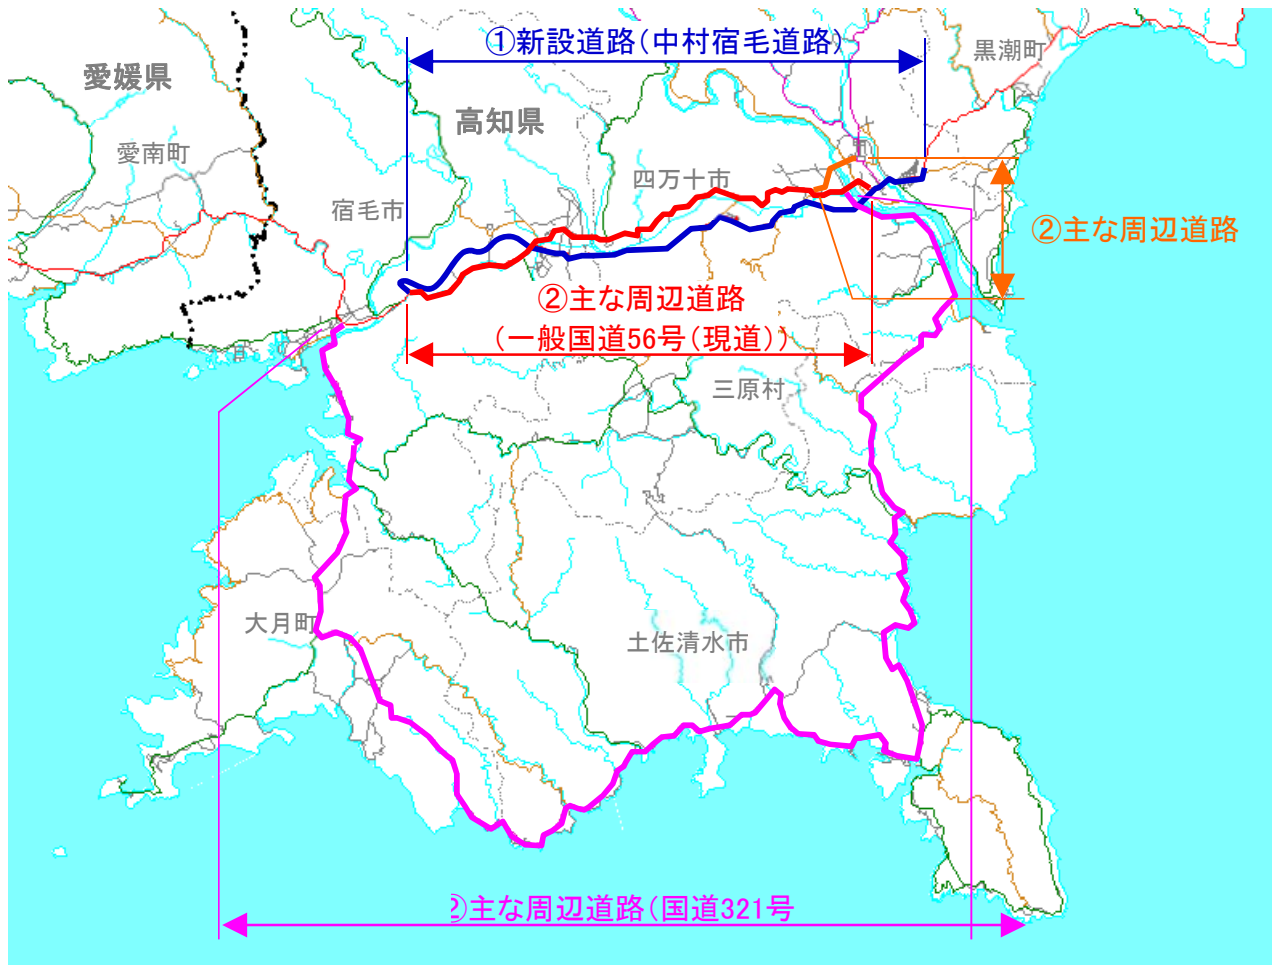 ①新設道路（中村宿毛道路）
黒潮町
愛媛県
高知県
愛南町
四万十市
宿毛市
②主な周辺道路
②主な周辺道路
（一般国道56号（現道））
三原村
大月町
土佐清水市
②主な周辺道路（国道321号